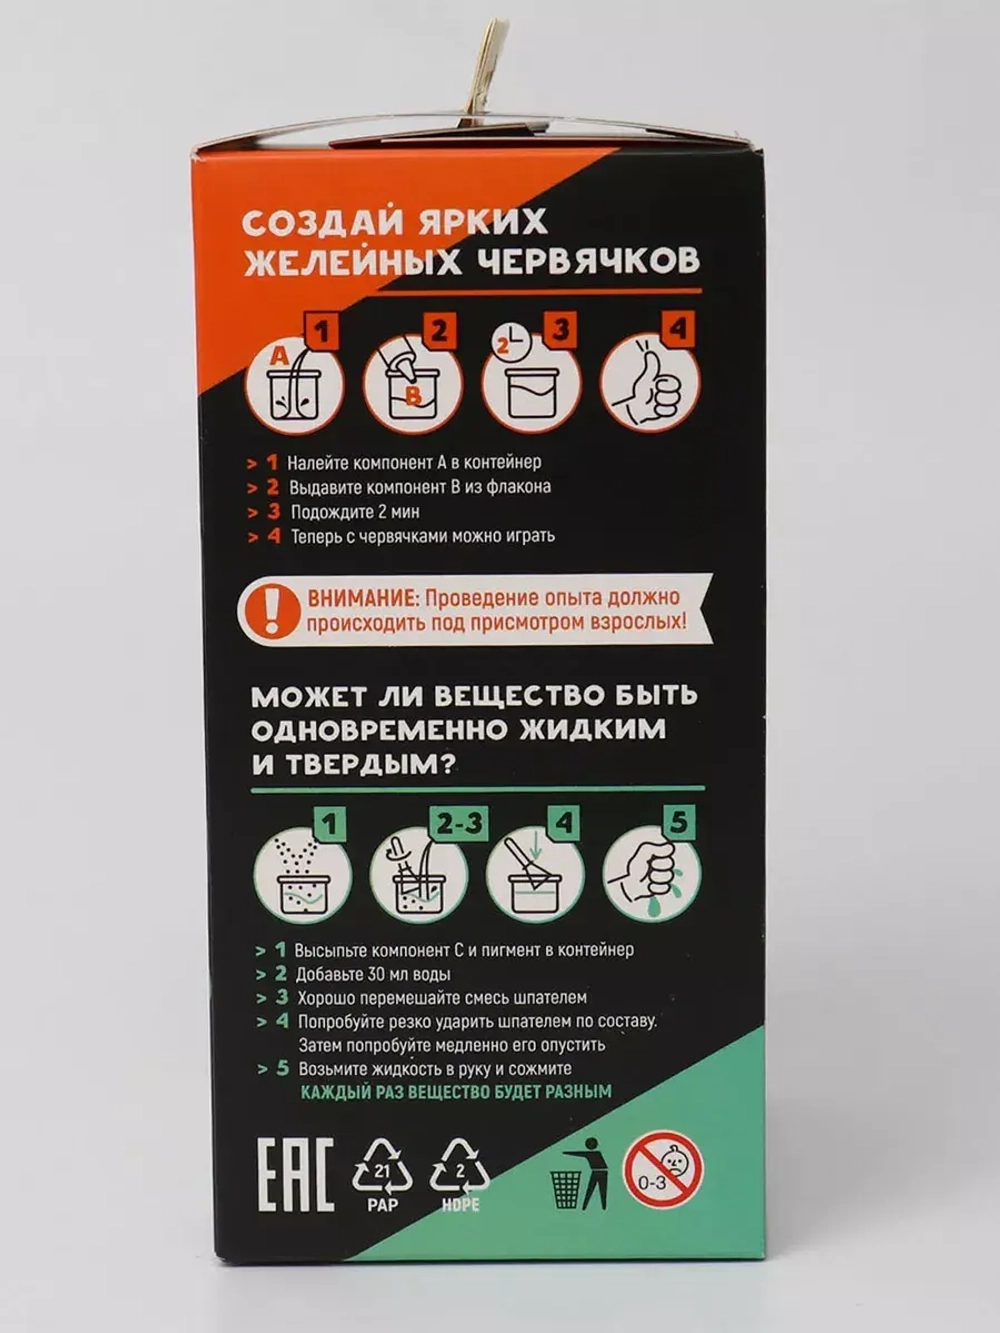 СОЗДАЙ ЯРКИХ
ЖЕЛЕЙНЫХ ЧЕРВЯЧКОВ
1
2
3
4
A
B
2
> 1 Налейте компонент А в контейнер
> 2 Выдавите компонент В из флакона
> 3 Подождите 2 мин
> 4 Теперь с червячками можно играть
! ВНИМАНИЕ: Проведение опыта должно
происходить под присмотром взрослых!
МОЖЕТ ЛИ ВЕЩЕСТВО БЫТЬ
ОДНОВРЕМЕННО ЖИДКИМ
И ТВЕРДЫМ?
1
2-3
4
5
> 1 Высыпьте компонент С и пигмент в контейнер
> 2 Добавьте 30 мл воды
> 3 Хорошо перемешайте смесь шпателем
> 4 Попробуйте резко ударить шпателем по составу.
Затем попробуйте медленно его опустить
> 5 Возьмите жидкость в руку и сожмите
КАЖДЫЙ РАЗ ВЕЩЕСТВО БУДЕТ РАЗНЫМ
EAC
21
PAP
2
HDPE
0-3